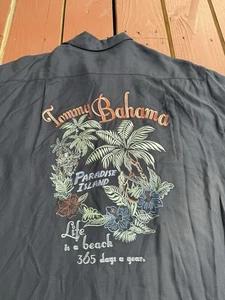 Tommy Bahama
PARADISE
ISLAND
Life
is a beach
365 days a year.